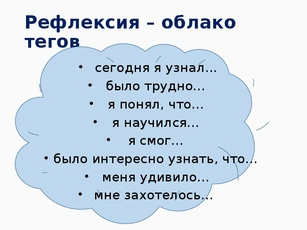 Рефлексия – облако
тегов
• сегодня я узнал...
• было трудно...
• я понял, что...
• я научился...
• я смог...
• было интересно узнать, что...
• меня удивило...
• мне захотелось...